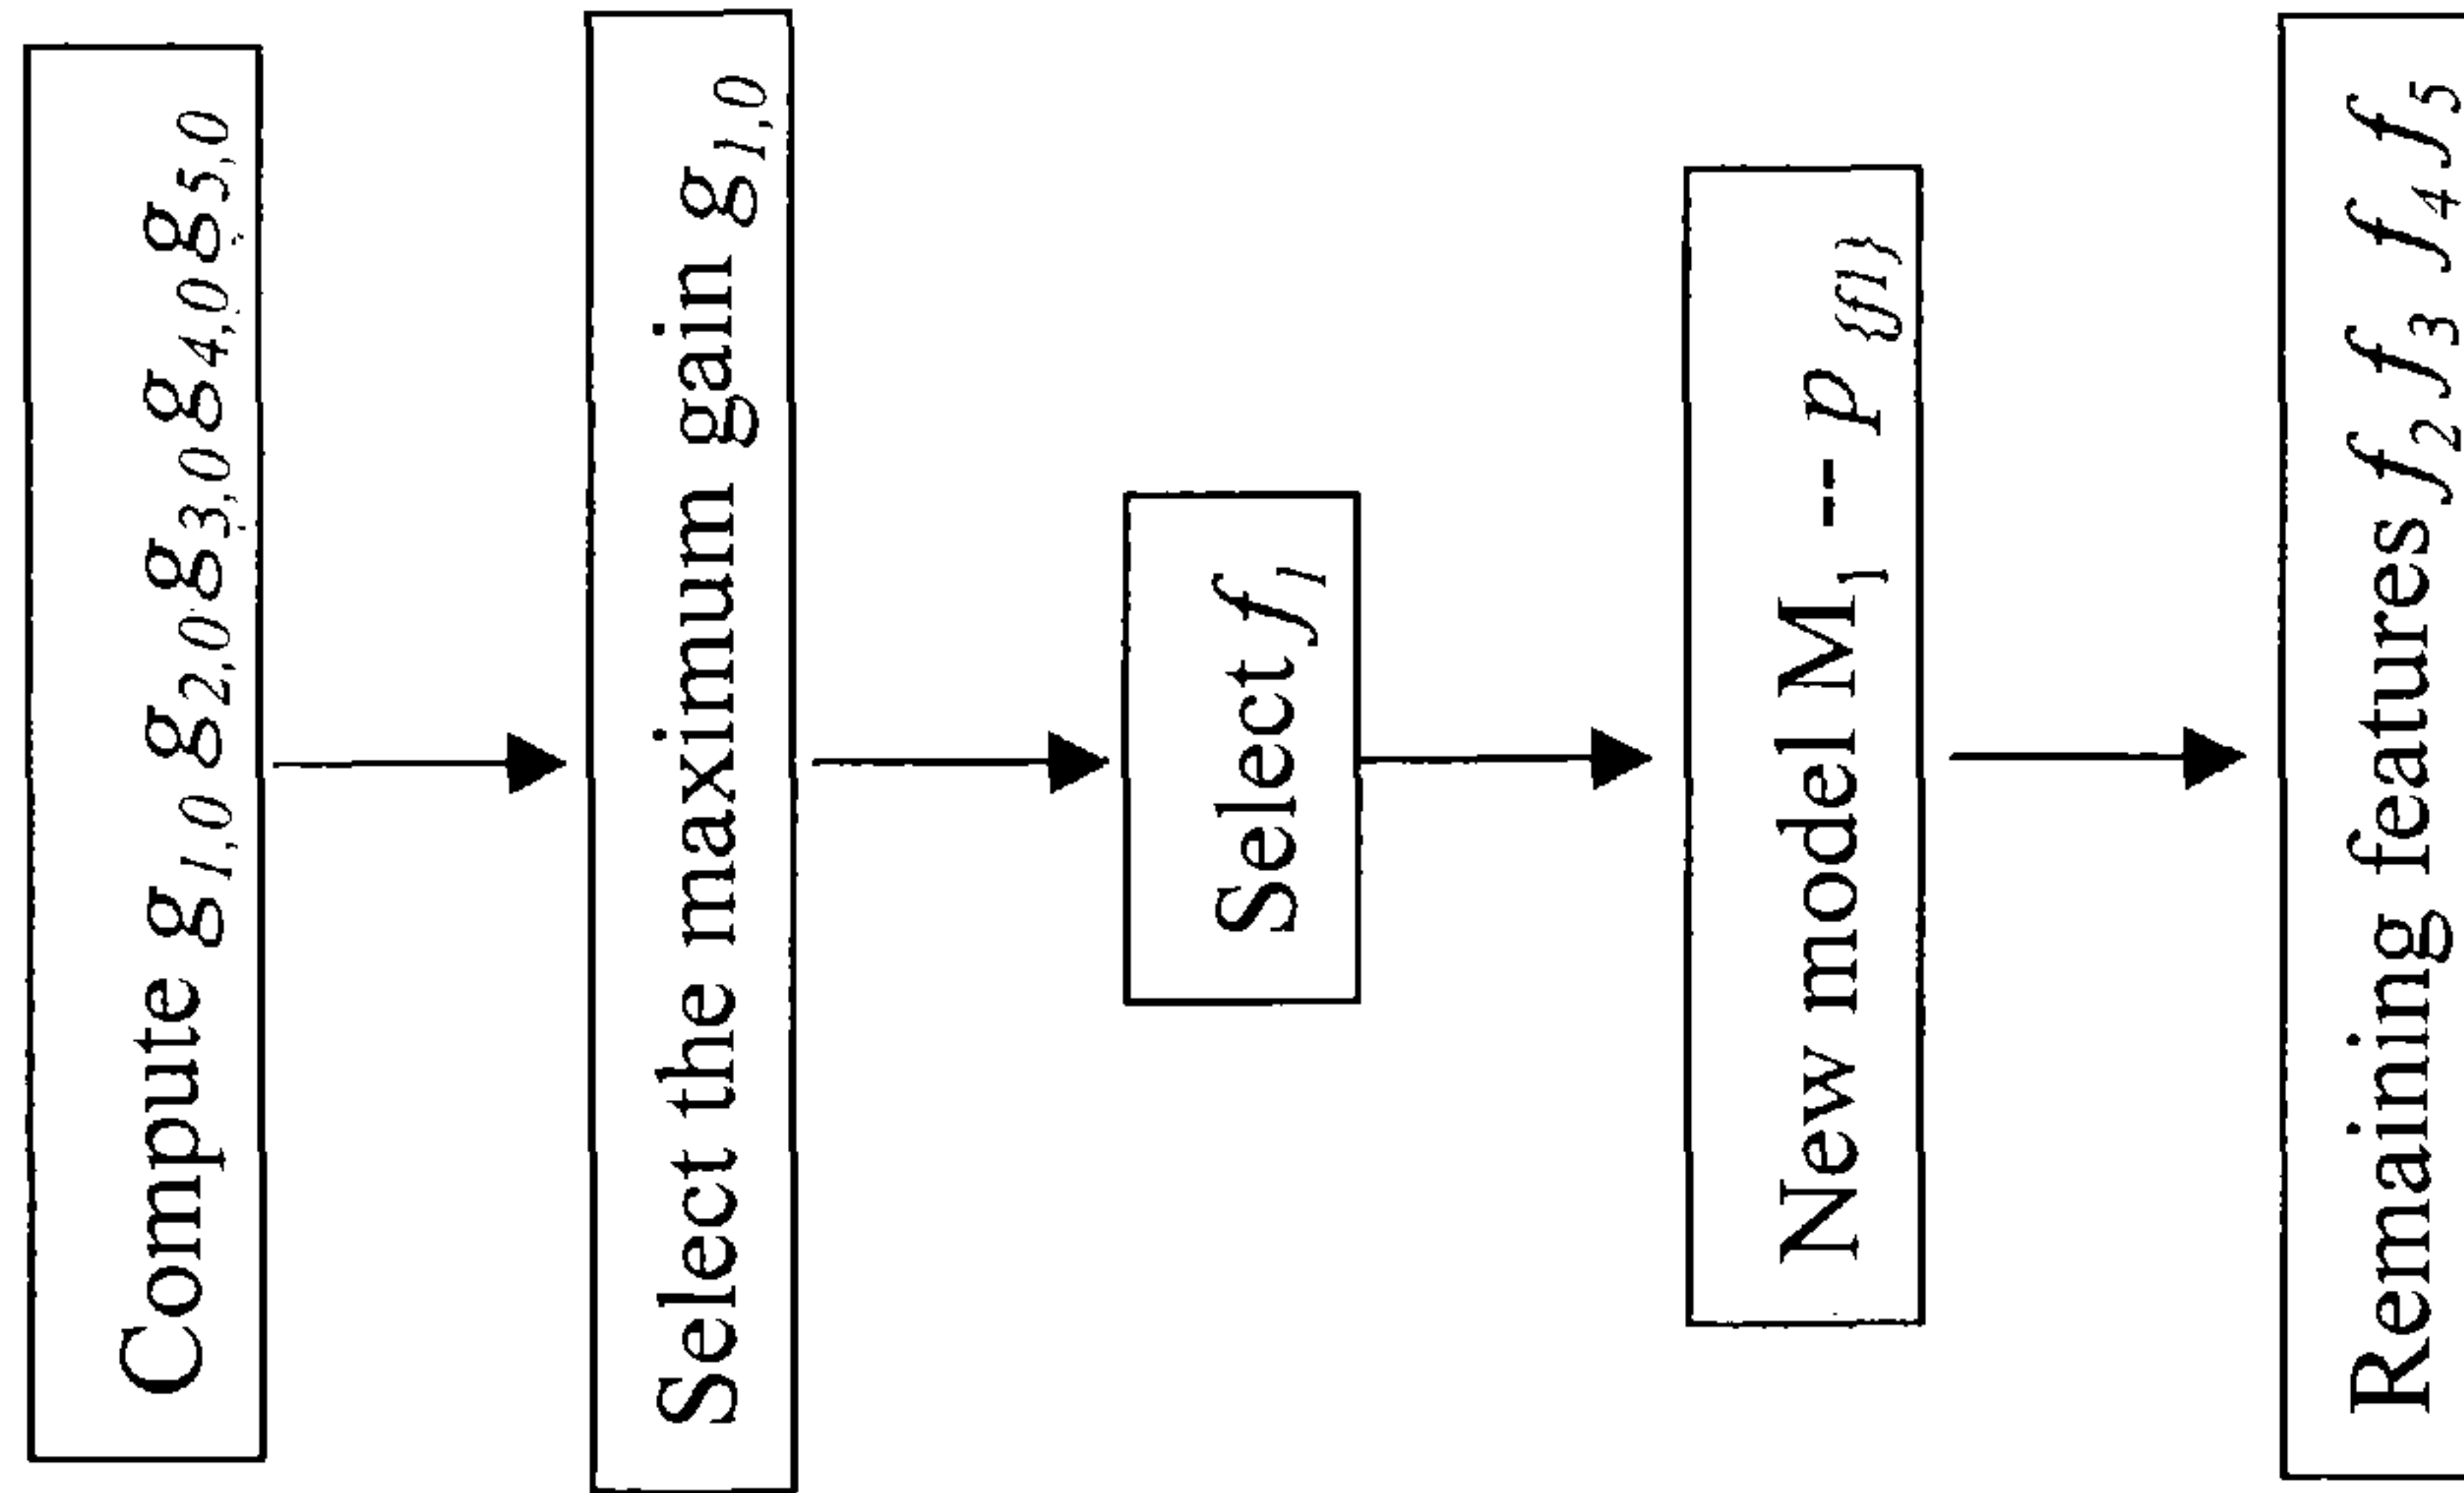 Compute g1,0 g2,0 g3,0 g4,0 g5,0
Select the maximum gain g1,0
Select f1
New model M1 -- p{f1}
Remaining features f2 f3 f4 f5